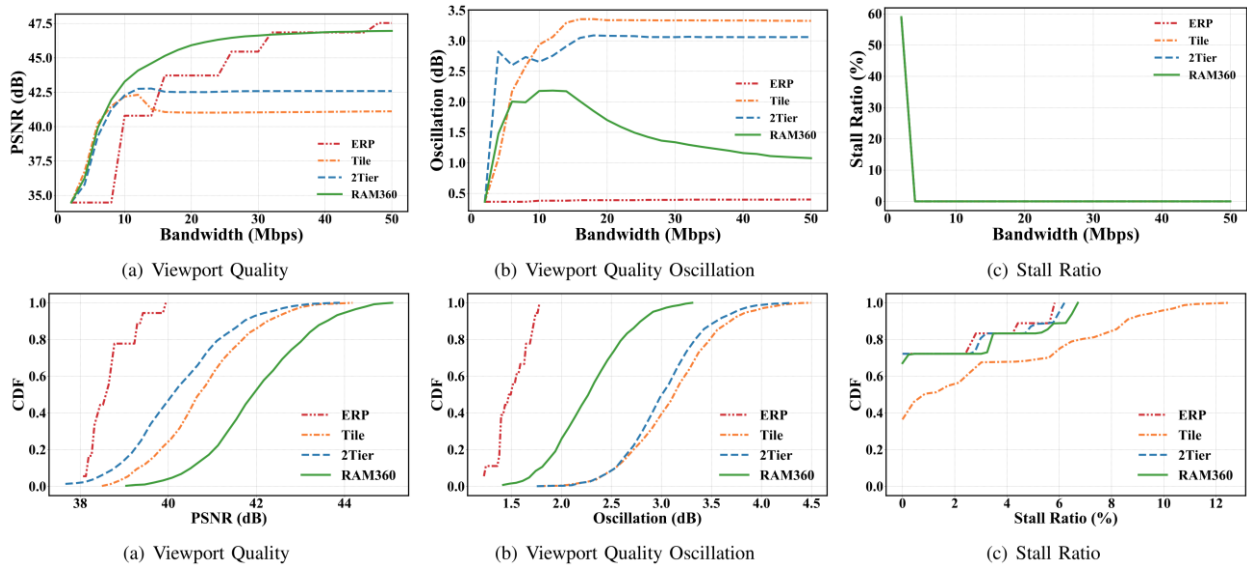 47.5
45.0
42.5
40.0
37.5
35.0
PSNR (dB)
0
10
20
30
40
50
Bandwidth (Mbps)
ERP
Tile
2Tier
RAM360
(a) Viewport Quality
3.5
3.0
2.5
2.0
1.5
1.0
0.5
Oscillation (dB)
0
10
20
30
40
50
Bandwidth (Mbps)
ERP
Tile
2Tier
RAM360
(b) Viewport Quality Oscillation
60
50
40
30
20
10
0
Stall Ratio (%)
0
10
20
30
40
50
Bandwidth (Mbps)
ERP
Tile
2Tier
RAM360
(c) Stall Ratio
1.0
0.8
0.6
0.4
0.2
0.0
CDF
38
40
42
44
PSNR (dB)
ERP
Tile
2Tier
RAM360
(a) Viewport Quality
1.0
0.8
0.6
0.4
0.2
0.0
CDF
1.5
2.0
2.5
3.0
3.5
4.0
4.5
Oscillation (dB)
ERP
Tile
2Tier
RAM360
(b) Viewport Quality Oscillation
1.0
0.8
0.6
0.4
0.2
0.0
CDF
0
2
4
6
8
10
12
Stall Ratio (%)
ERP
Tile
2Tier
RAM360
(c) Stall Ratio